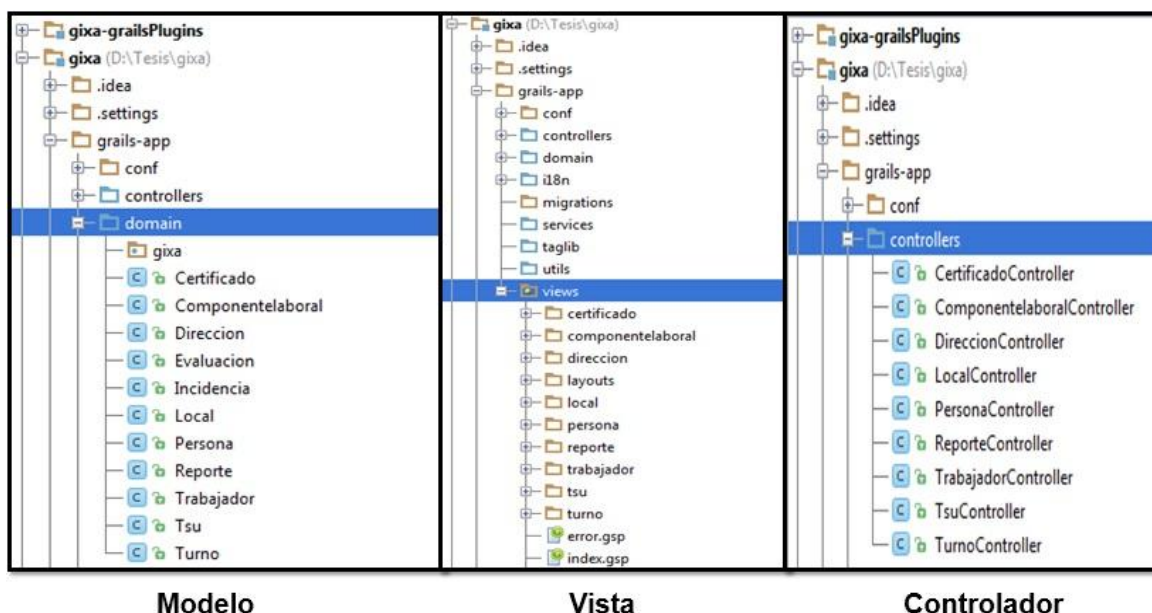 gixa-grailsPlugins
gixa (D:\Tesis\gixa)
.idea
.settings
grails-app
conf
controllers
domain
gixa
Certificado
Componentelaboral
Direccion
Evaluacion
Incidencia
Local
Persona
Reporte
Trabajador
Tsu
Turno
Modelo
gixa (D:\Tesis\gixa)
.idea
.settings
grails-app
conf
controllers
domain
i18n
migrations
services
taglib
utils
views
certificado
componentelaboral
direccion
layouts
local
persona
reporte
trabajador
tsu
turno
error.gsp
index.gsp
Vista
gixa-grailsPlugins
gixa (D:\Tesis\gixa)
.idea
.settings
grails-app
conf
controllers
CertificadoController
ComponentelaboralController
DireccionController
LocalController
PersonaController
ReporteController
TrabajadorController
TsuController
TurnoController
Controlador